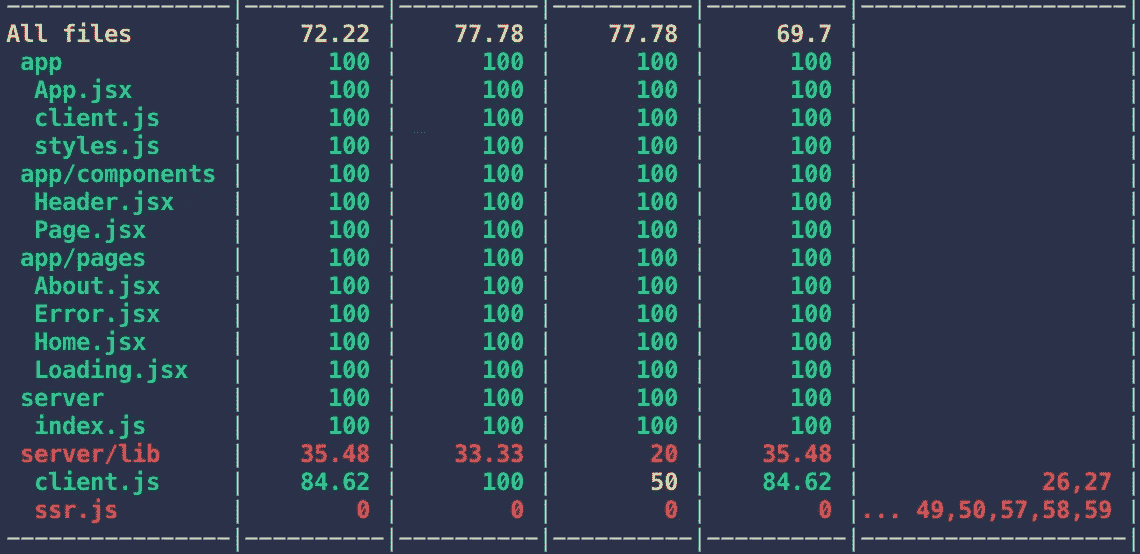 All files | 72.22 | 77.78 | 77.78 | 69.7 | |
app | 100 | 100 | 100 | 100 | |
App.jsx | 100 | 100 | 100 | 100 | |
client.js | 100 | 100 | 100 | 100 | |
styles.js | 100 | 100 | 100 | 100 | |
app/components | 100 | 100 | 100 | 100 | |
Header.jsx | 100 | 100 | 100 | 100 | |
Page.jsx | 100 | 100 | 100 | 100 | |
app/pages | 100 | 100 | 100 | 100 | |
About.jsx | 100 | 100 | 100 | 100 | |
Error.jsx | 100 | 100 | 100 | 100 | |
Home.jsx | 100 | 100 | 100 | 100 | |
Loading.jsx | 100 | 100 | 100 | 100 | |
server | 100 | 100 | 100 | 100 | |
index.js | 100 | 100 | 100 | 100 | |
server/lib | 35.48 | 33.33 | 20 | 35.48 | |
client.js | 84.62 | 100 | 50 | 84.62 | 26,27 |
ssr.js | 0 | 0 | 0 | 0 | ... 49,50,57,58,59 |